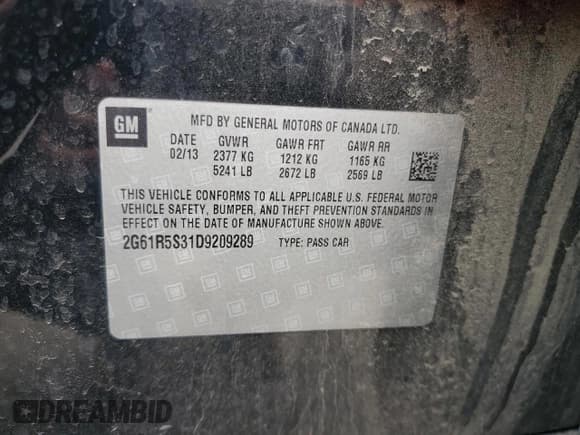 GM
MFD BY GENERAL MOTORS OF CANADA LTD.
DATE GVWR GAWR FRT GAWR RR
02/13 2377 KG 1212 KG 1165 KG
5241 LB 2672 LB 2569 LB
THIS VEHICLE CONFORMS TO ALL APPLICABLE U.S. FEDERAL MOTOR
VEHICLE SAFETY, BUMPER, AND THEFT PREVENTION STANDARDS IN
EFFECT ON THE DATE OF MANUFACTURE SHOWN ABOVE.
2G61R5S31D9209289 TYPE: PASS CAR
DREAMBID